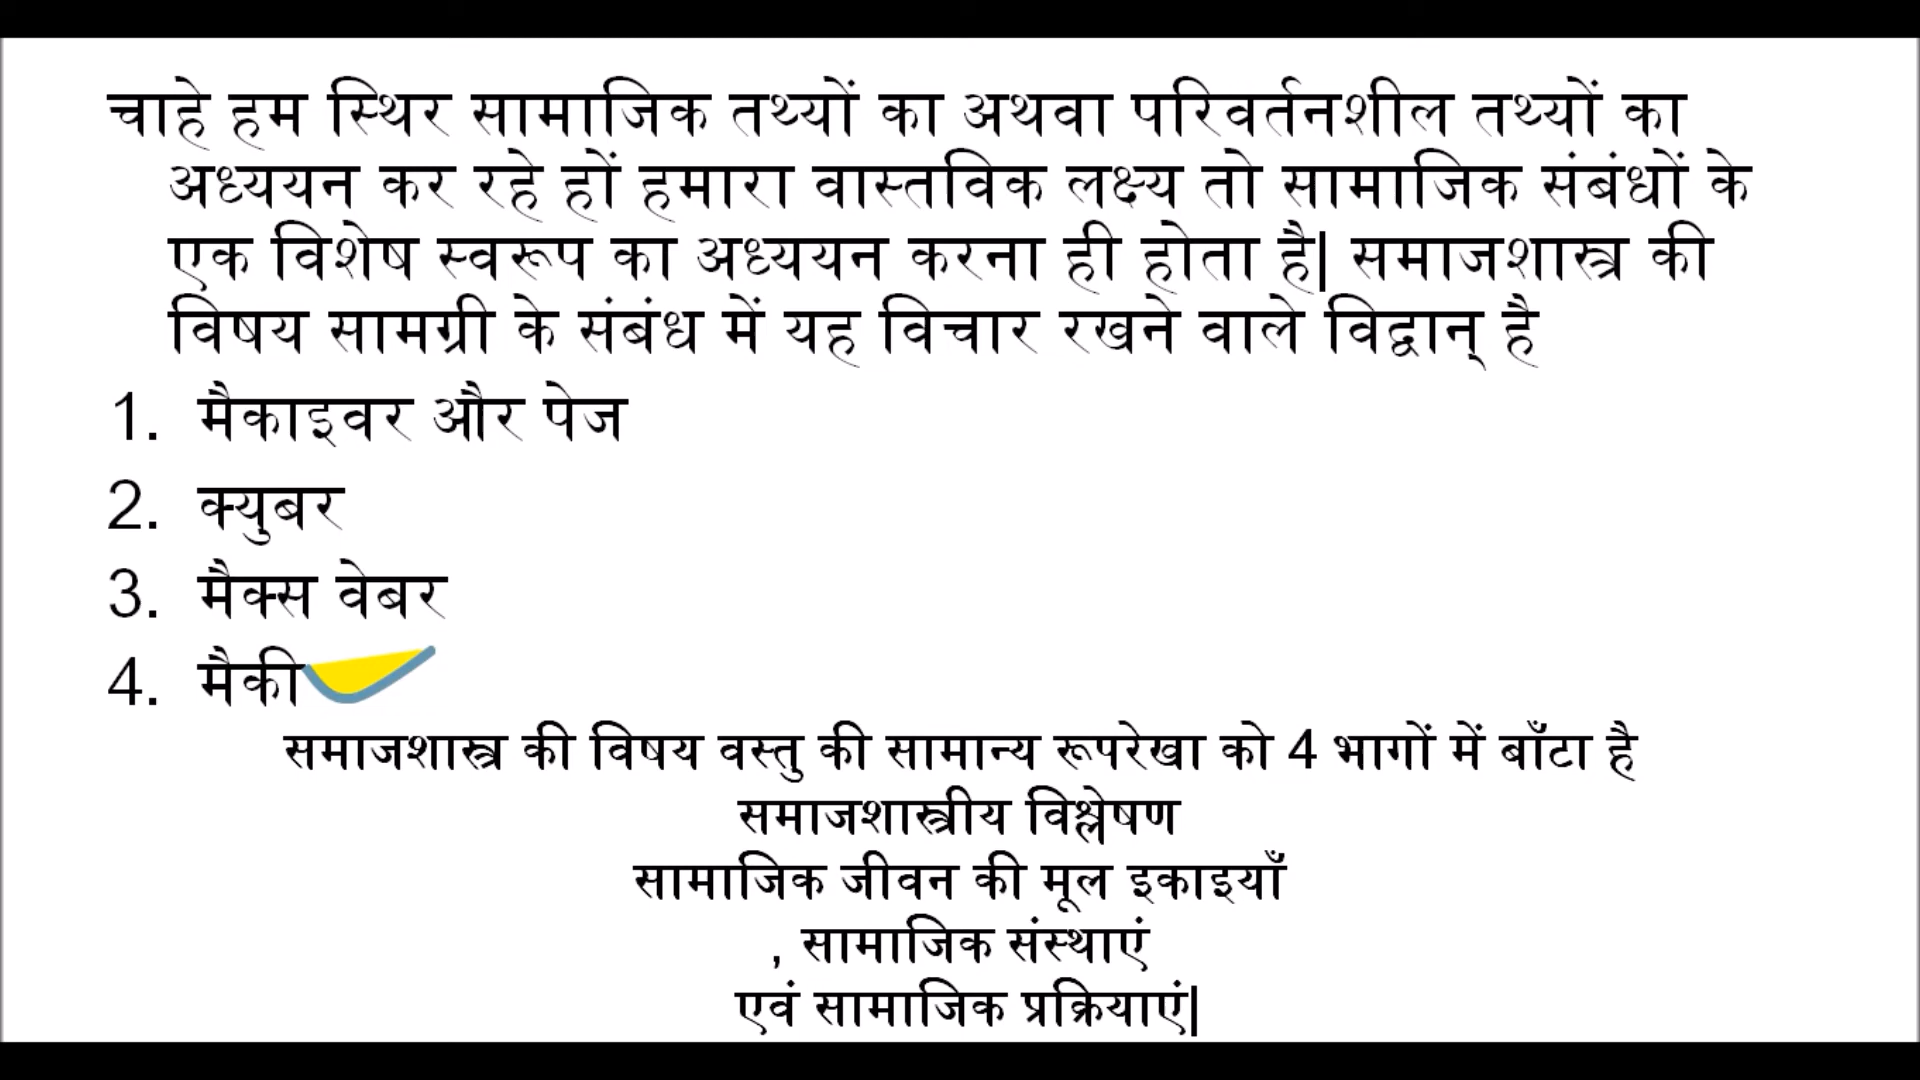 चाहे हम स्थिर सामाजिक तथ्यों का अथवा परिवर्तनशील तथ्यों का
अध्ययन कर रहे हों हमारा वास्तविक लक्ष्य तो सामाजिक संबंधों के
एक विशेष स्वरूप का अध्ययन करना ही होता है| समाजशास्त्र की
विषय सामग्री के संबंध में यह विचार रखने वाले विद्वान् है
1. मैकाइवर और पेज
2. क्युबर
3. मैक्स वेबर
4. मैकी
समाजशास्त्र की विषय वस्तु की सामान्य रूपरेखा को 4 भागों में बाँटा है
समाजशास्त्रीय विश्लेषण
सामाजिक जीवन की मूल इकाइयाँ
, सामाजिक संस्थाएं
एवं सामाजिक प्रक्रियाएं|